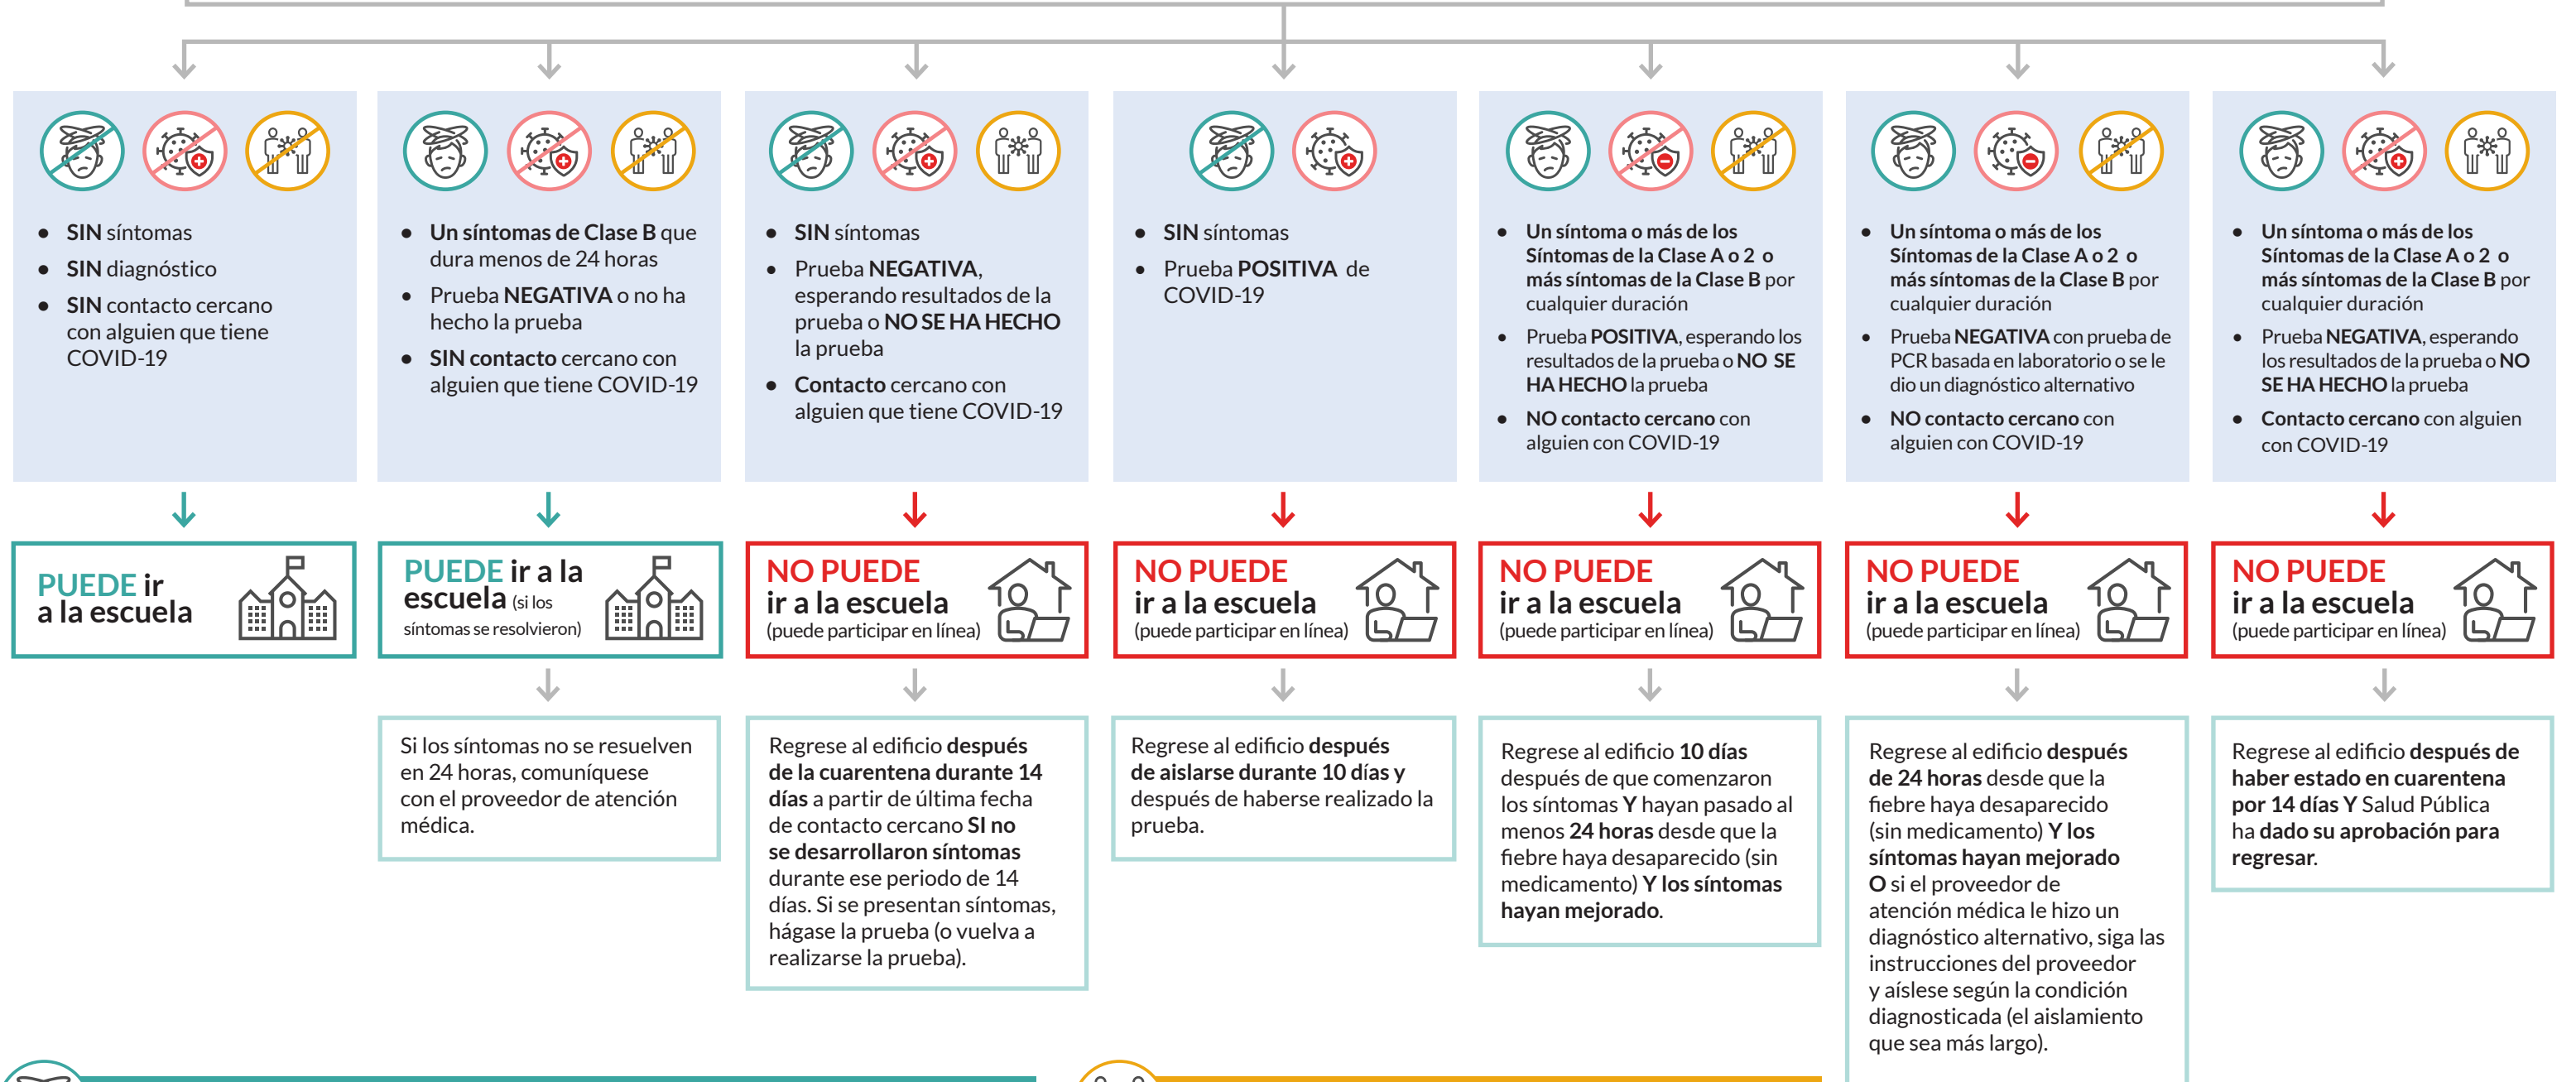 SIN síntomas
SIN diagnóstico
SIN contacto cercano
con alguien que tiene
COVID-19
PUEDE ir
a la escuela
Un síntomas de Clase B que
dura menos de 24 horas
Prueba NEGATIVA o no ha
hecho la prueba
SIN contacto cercano con
alguien que tiene COVID-19
PUEDE ir a la
escuela (si los
síntomas se resolvieron)
Si los síntomas no se resuelven
en 24 horas, comuníquese
con el proveedor de atención
médica.
SIN síntomas
Prueba NEGATIVA,
esperando resultados de la
prueba o NO SE HA HECHO
la prueba
Contacto cercano con
alguien que tiene COVID-19
NO PUEDE
ir a la escuela
(puede participar en línea)
Regrese al edificio después
de la cuarentena durante 14
días a partir de última fecha
de contacto cercano SI no
se desarrollaron síntomas
durante ese periodo de 14
días. Si se presentan síntomas,
hágase la prueba (o vuelva a
realizarse la prueba).
SIN síntomas
Prueba POSITIVA de
COVID-19
NO PUEDE
ir a la escuela
(puede participar en línea)
Regrese al edificio después
de aislarse durante 10 días y
después de haberse realizado la
prueba.
Un síntoma o más de los
Síntomas de la Clase A o 2 o
más síntomas de la Clase B por
cualquier duración
Prueba POSITIVA, esperando los
resultados de la prueba o NO SE
HA HECHO la prueba
NO contacto cercano con
alguien con COVID-19
NO PUEDE
ir a la escuela
(puede participar en línea)
Regrese al edificio 10 días
después de que comenzaron
los síntomas Y hayan pasado al
menos 24 horas desde que la
fiebre haya desaparecido (sin
medicamento) Y los síntomas
hayan mejorado.
Un síntoma o más de los
Síntomas de la Clase A o 2 o
más síntomas de la Clase B por
cualquier duración
Prueba NEGATIVA con prueba de
PCR basada en laboratorio o se le
dio un diagnóstico alternativo
NO contacto cercano con
alguien con COVID-19
NO PUEDE
ir a la escuela
(puede participar en línea)
Regrese al edificio después
de 24 horas desde que la
fiebre haya desaparecido
(sin medicamento) Y los
síntomas hayan mejorado
O si el proveedor de
atención médica le hizo un
diagnóstico alternativo, siga las
instrucciones del proveedor
y aíslese según la condición
diagnosticada (el aislamiento
que sea más largo).
Un síntoma o más de los
Síntomas de la Clase A o 2 o
más síntomas de la Clase B por
cualquier duración
Prueba NEGATIVA, esperando
los resultados de la prueba o NO
SE HA HECHO la prueba
Contacto cercano con alguien
con COVID-19
NO PUEDE
ir a la escuela
(puede participar en línea)
Regrese al edificio después de
haber estado en cuarentena
por 14 días Y Salud Pública
ha dado su aprobación para
regresar.